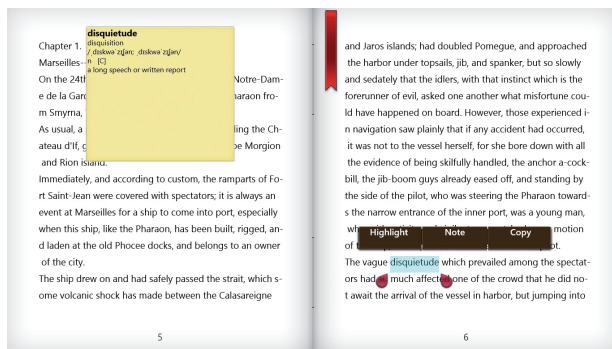 disquietude
disquisition
/ˌdɪskwəˈzɪʃən; ˌdɪskwəˈzɪʃən/
n [C]
a long speech or written report
Chapter 1.
Marseilles--
On the 24th Notre-Dam-
e de la Gar haraon fro-
m Smyrna,
As usual, a ling the Ch-
ateau d'If, g Morgion
and Rion island.
Immediately, and according to custom, the ramparts of Fo-
rt Saint-Jean were covered with spectators; it is always an
event at Marseilles for a ship to come into port, especially
when this ship, like the Pharaon, has been built, rigged, an-
d laden at the old Phocee docks, and belongs to an owner
of the city.
The ship drew on and had safely passed the strait, which s-
ome volcanic shock has made between the Calasareigne
5
and Jaros islands; had doubled Pomegue, and approached
the harbor under topsails, jib, and spanker, but so slowly
and sedately that the idlers, with that instinct which is the
forerunner of evil, asked one another what misfortune cou-
ld have happened on board. However, those experienced i-
n navigation saw plainly that if any accident had occurred,
it was not to the vessel herself, for she bore down with all
the evidence of being skilfully handled, the anchor a-cock-
bill, the jib-boom guys already eased off, and standing by
the side of the pilot, who was steering the Pharaon toward-
s the narrow entrance of the inner port, was a young man,
motion
Highlight Note Copy
of t ot.
The vague disquietude which prevailed among the spectat-
ors had so much affected one of the crowd that he did no-
t await the arrival of the vessel in harbor, but jumping into
6